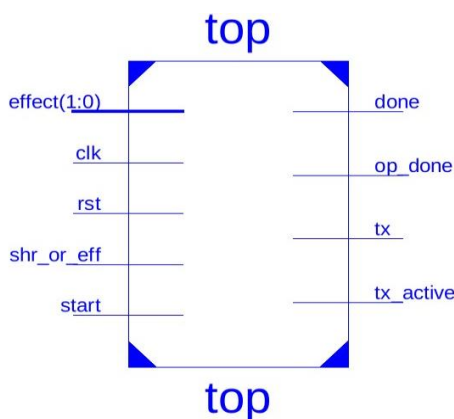 top
effect(1:0)
clk
rst
shr_or_eff
start
done
op_done
tx
tx_active
top